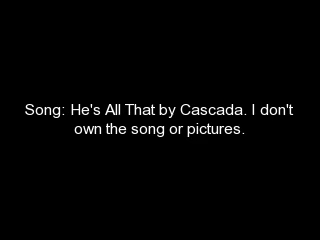 Song: He's All That by Cascada. I don't
own the song or pictures.